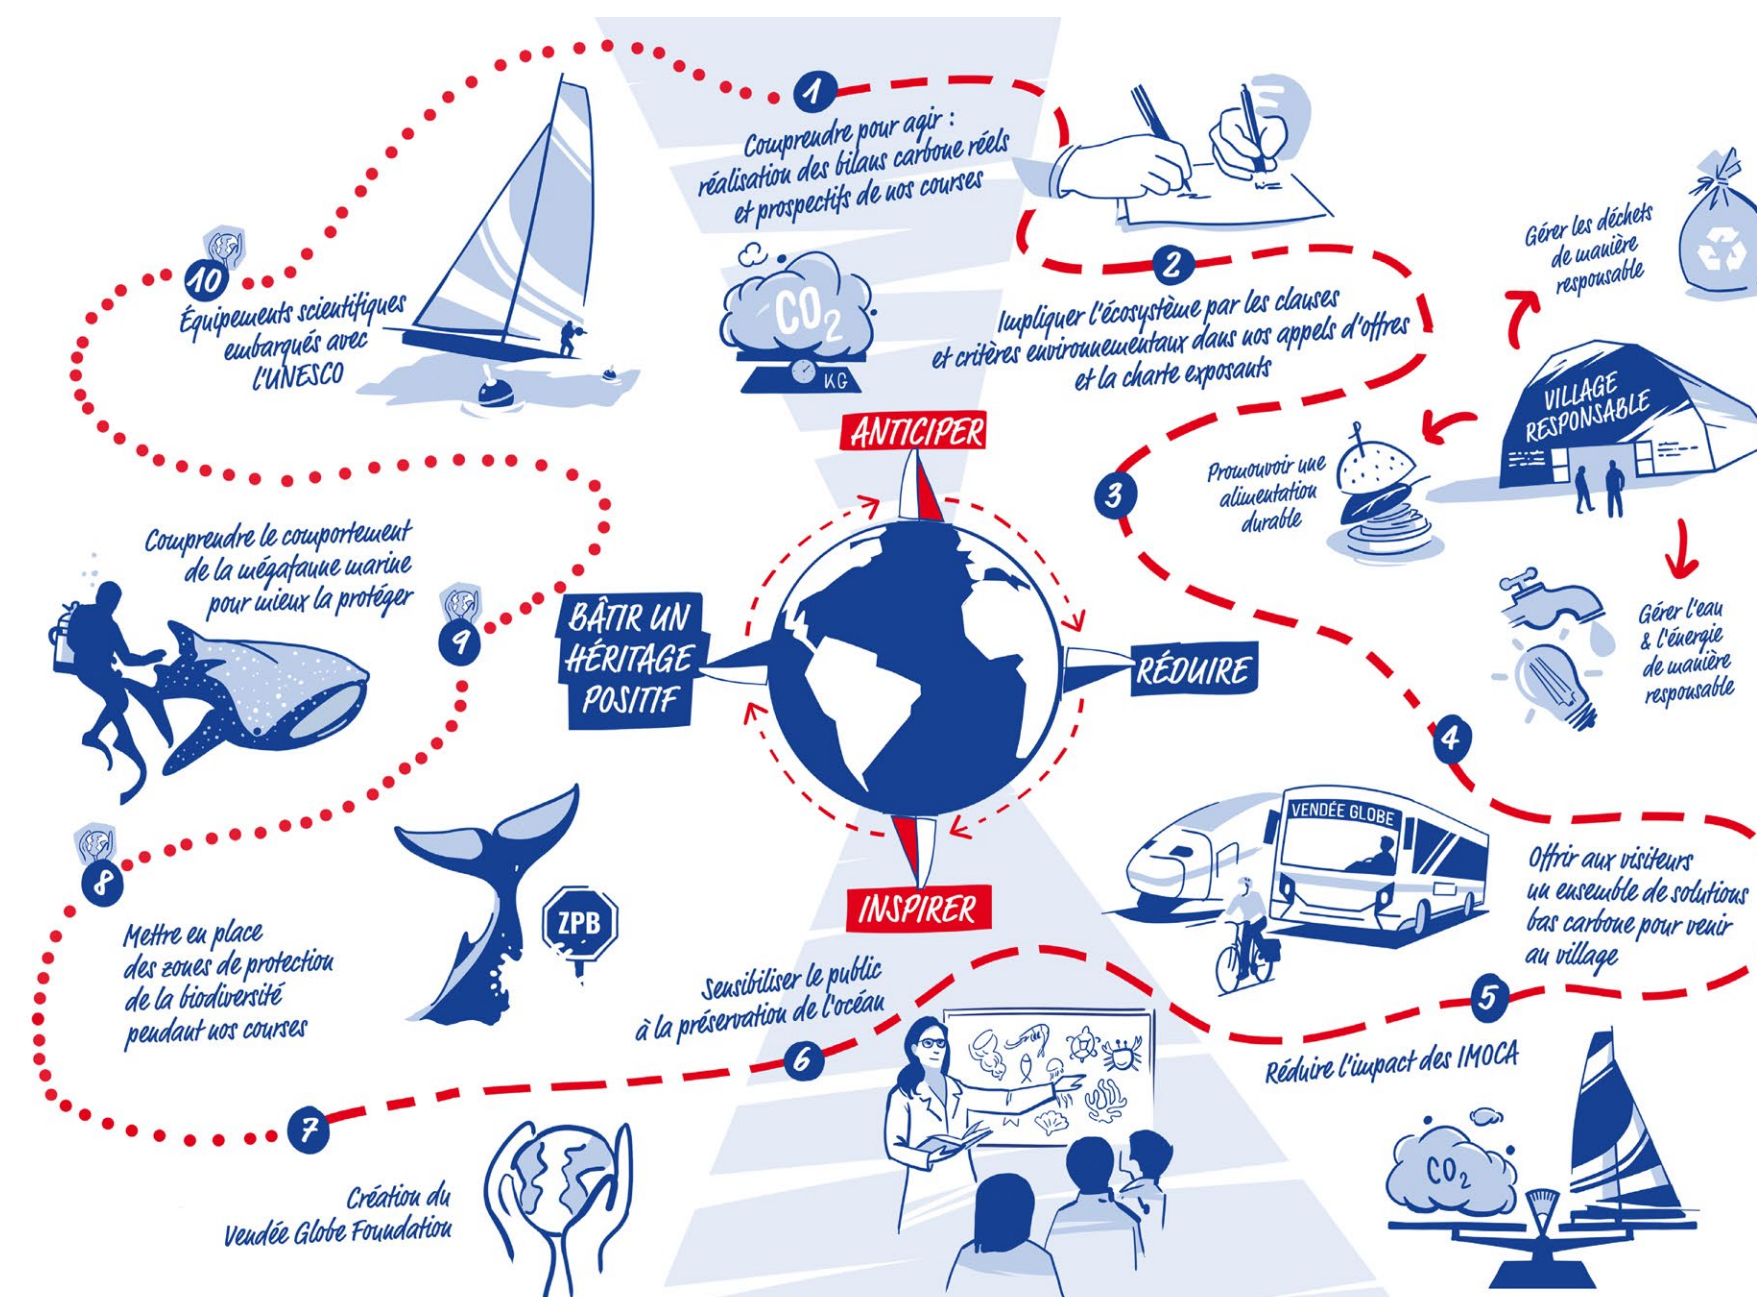 1
Comprendre pour agir :
réalisation des bilans carbone réels
et prospectifs de nos courses
CO2
KG
2
Impliquer l'écosystème par les clauses
et critères environnementaux dans nos appels d'offres
et la charte exposants
3
VILLAGE
RESPONSABLE
Gérer les déchets
de manière
responsable
Promouvoir une
alimentation
durable
Gérer l'eau
& l'énergie
de manière
responsable
4
VENDÉE GLOBE
Offrir aux visiteurs
un ensemble de solutions
bas carbone pour venir
au village
5
Réduire l'impact des IMOCA
CO2
6
Sensibiliser le public
à la préservation de l'océan
7
Création du
Vendée Globe Foundation
8
Mettre en place
des zones de protection
de la biodiversité
pendant nos courses
ZPB
9
Comprendre le comportement
de la mégafaune marine
pour mieux la protéger
10
Équipements scientifiques
embarqués avec
l'UNESCO
ANTICIPER
RÉDUIRE
INSPIRER
BÂTIR UN
HÉRITAGE
POSITIF